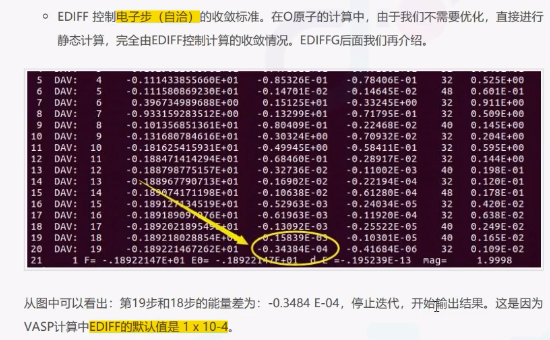 EDIFF 控制电子步（自洽）的收敛标准。在O原子的计算中，由于我们不需要优化，直接进行
静态计算，完全由EDIFF控制计算的收敛情况。EDIFFG后面我们再介绍。
5 DAV: 4 -0.111433855660E+01 -0.85326E-01 -0.78406E-01 32 0.525E+00
6 DAV: 5 -0.111580869230E+01 -0.14701E-02 -0.14645E-02 48 0.601E-01
7 DAV: 6 0.396734989688E+00 0.15125E+01 -0.33245E+00 32 0.911E+00
8 DAV: 7 -0.933159283512E+00 -0.13299E+01 -0.71795E-01 32 0.509E+00
9 DAV: 8 -0.101356851361E+01 -0.80409E-01 -0.22468E-02 40 0.145E+00
10 DAV: 9 -0.131680784616E+01 -0.30324E+00 -0.70932E-02 32 0.204E+00
11 DAV: 10 -0.181625415931E+01 -0.49945E+00 -0.58411E-01 32 0.595E+00
12 DAV: 11 -0.188471414294E+01 -0.68460E-01 -0.28917E-02 32 0.144E+00
13 DAV: 12 -0.188798775157E+01 -0.32736E-02 -0.11002E-03 40 0.198E-01
14 DAV: 13 -0.188967790713E+01 -0.16902E-02 -0.22194E-04 32 0.120E-01
15 DAV: 14 -0.189074171198E+01 -0.10638E-02 -0.61280E-04 48 0.178E-01
16 DAV: 15 -0.189127134519E+01 -0.52963E-03 -0.24034E-05 32 0.420E-02
17 DAV: 16 -0.189189097976E+01 -0.61963E-03 -0.11920E-04 32 0.638E-02
18 DAV: 17 -0.189202189549E+01 -0.13092E-03 -0.25522E-05 40 0.249E-02
19 DAV: 18 -0.189218028854E+01 -0.15839E-03 -0.10301E-05 40 0.165E-02
20 DAV: 19 -0.189221467262E+01 -0.34384E-04 -0.41684E-06 32 0.109E-02
21 1 F= -.18922147E+01 E0= -.18922147E+01 d E =-.195239E-13 mag= 1.9998
从图中可以看出：第19步和18步的能量差为：-0.3484 E-04，停止迭代，开始输出结果。这是因为
VASP计算中EDIFF的默认值是 1 x 10-4。